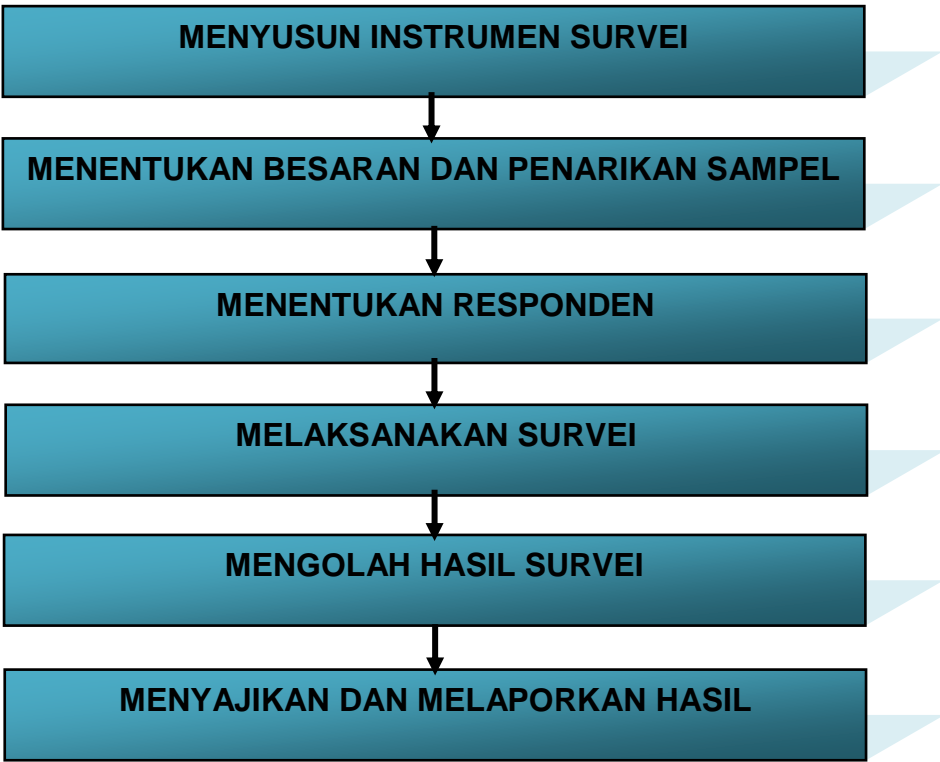 MENYUSUN INSTRUMEN SURVEI
MENENTUKAN BESARAN DAN PENARIKAN SAMPEL
MENENTUKAN RESPONDEN
MELAKSANAKAN SURVEI
MENGOLAH HASIL SURVEI
MENYAJIKAN DAN MELAPORKAN HASIL